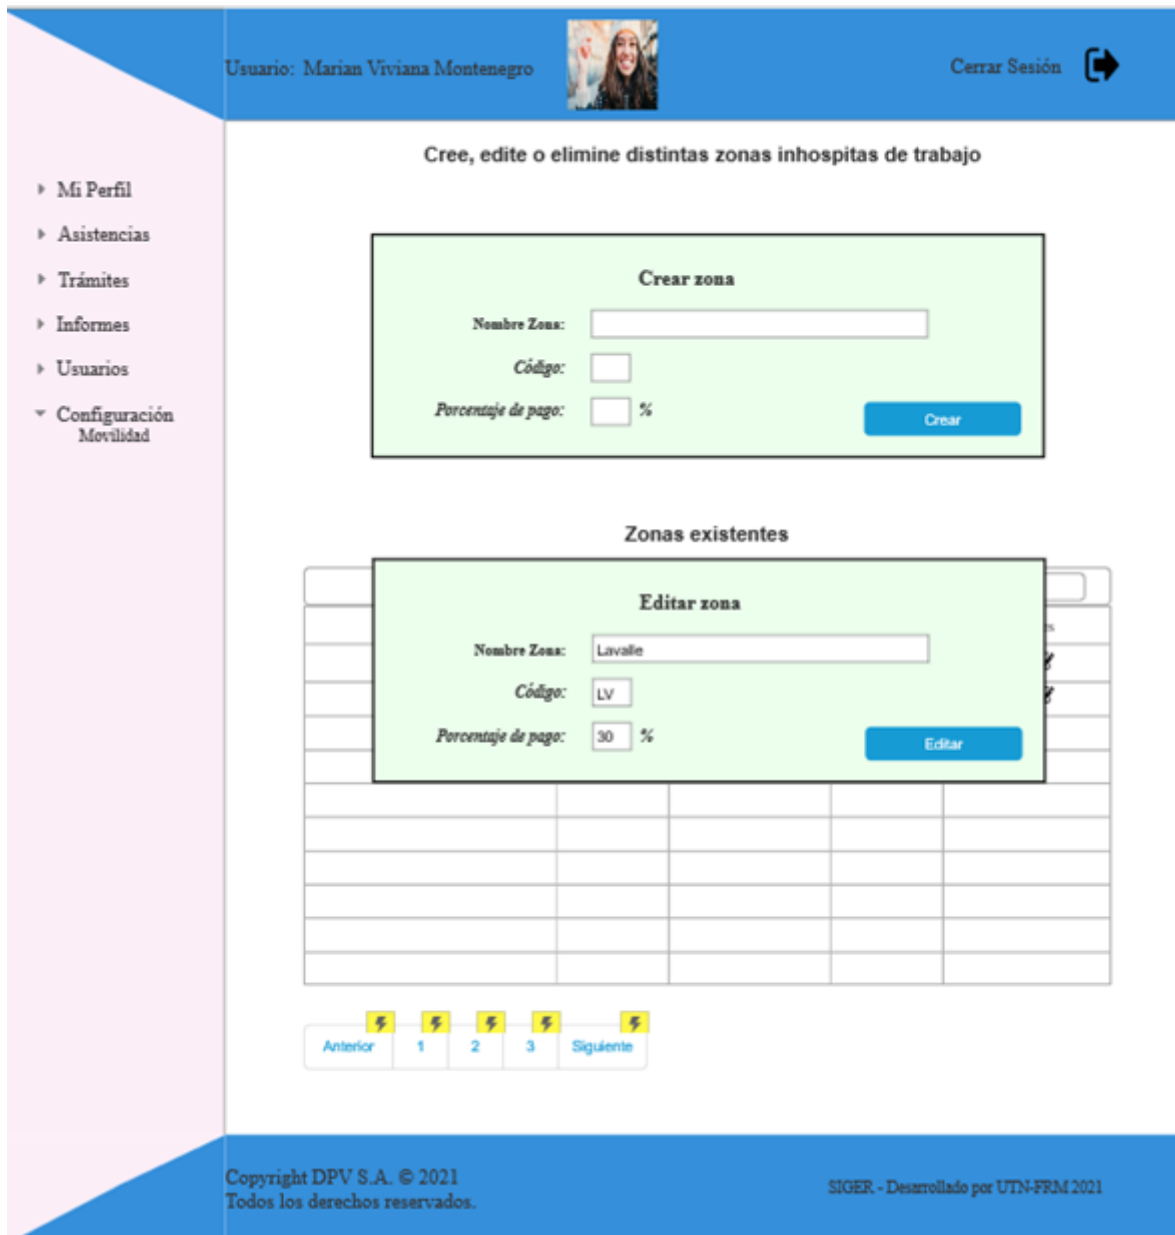 Usuario: Marian Viviana Montenegro
Cerrar Sesión
Cree, edite o elimine distintas zonas inhospitas de trabajo
Mi Perfil
Asistencias
Trámites
Informes
Usuarios
Configuración
Movilidad
Crear zona
Nombre Zona:
Código:
Porcentaje de pago: %
Crear
Zonas existentes
Editar zona
Nombre Zona: Lavalle
Código: LV
Porcentaje de pago: 30 %
Editar
Anterior 1 2 3 Siguiente
Copyright DPV S.A. © 2021
Todos los derechos reservados.
SIGER - Desarrollado por UTN-FRM 2021